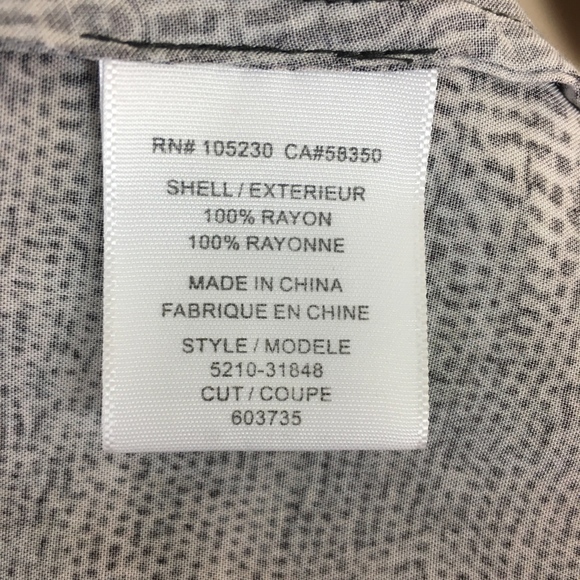 RN# 105230 CA#58350
SHELL / EXTERIEUR
100% RAYON
100% RAYONNE
MADE IN CHINA
FABRIQUE EN CHINE
STYLE / MODELE
5210-31848
CUT / COUPE
603735